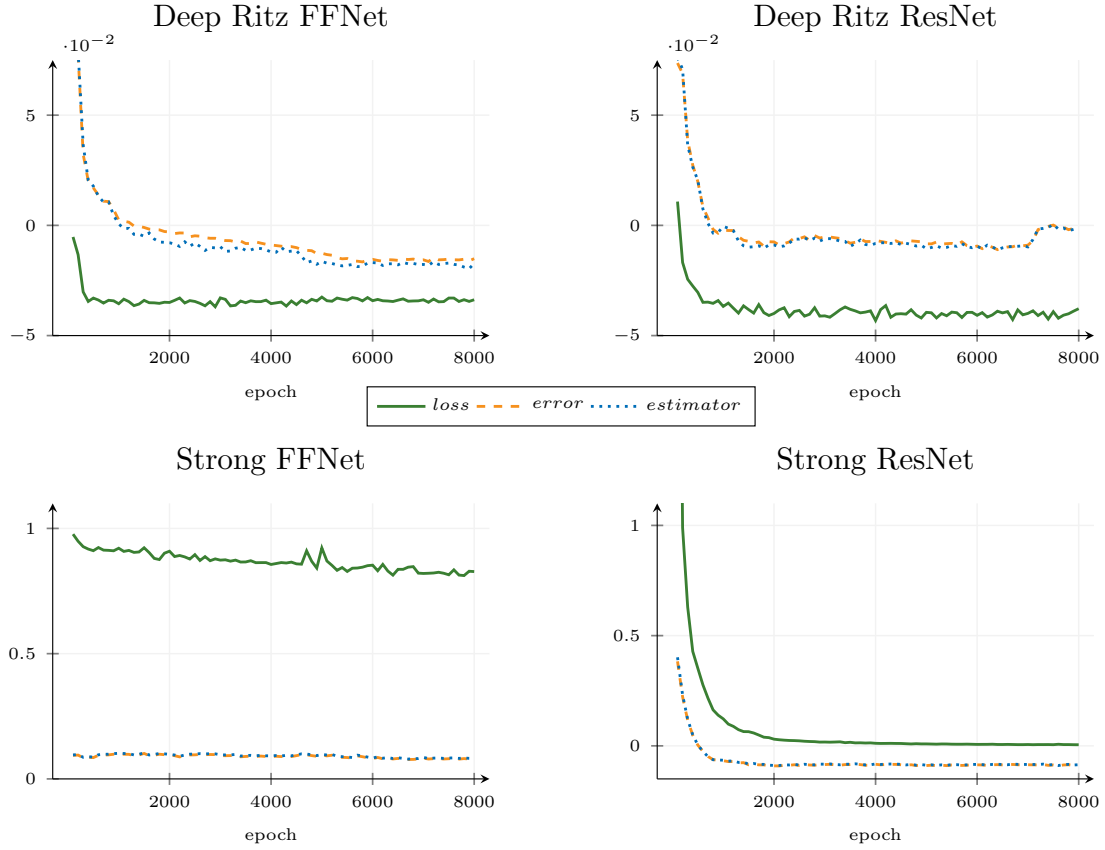 Deep Ritz FFNet
·10⁻²
5
0
−5
2000 4000 6000 8000
epoch
Deep Ritz ResNet
·10⁻²
5
0
−5
2000 4000 6000 8000
epoch
loss error estimator
Strong FFNet
1
0.5
0
2000 4000 6000 8000
epoch
Strong ResNet
1
0.5
0
2000 4000 6000 8000
epoch